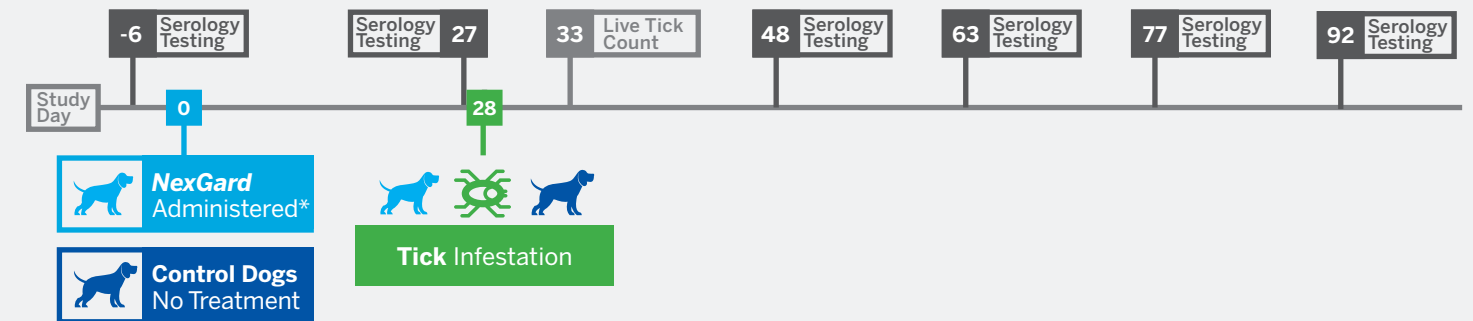 -6 Serology
Testing
Serology
Testing 27
33 Live Tick
Count
48 Serology
Testing
63 Serology
Testing
77 Serology
Testing
92 Serology
Testing
Study
Day
0
28
NexGard
Administered*
Control Dogs
No Treatment
Tick Infestation